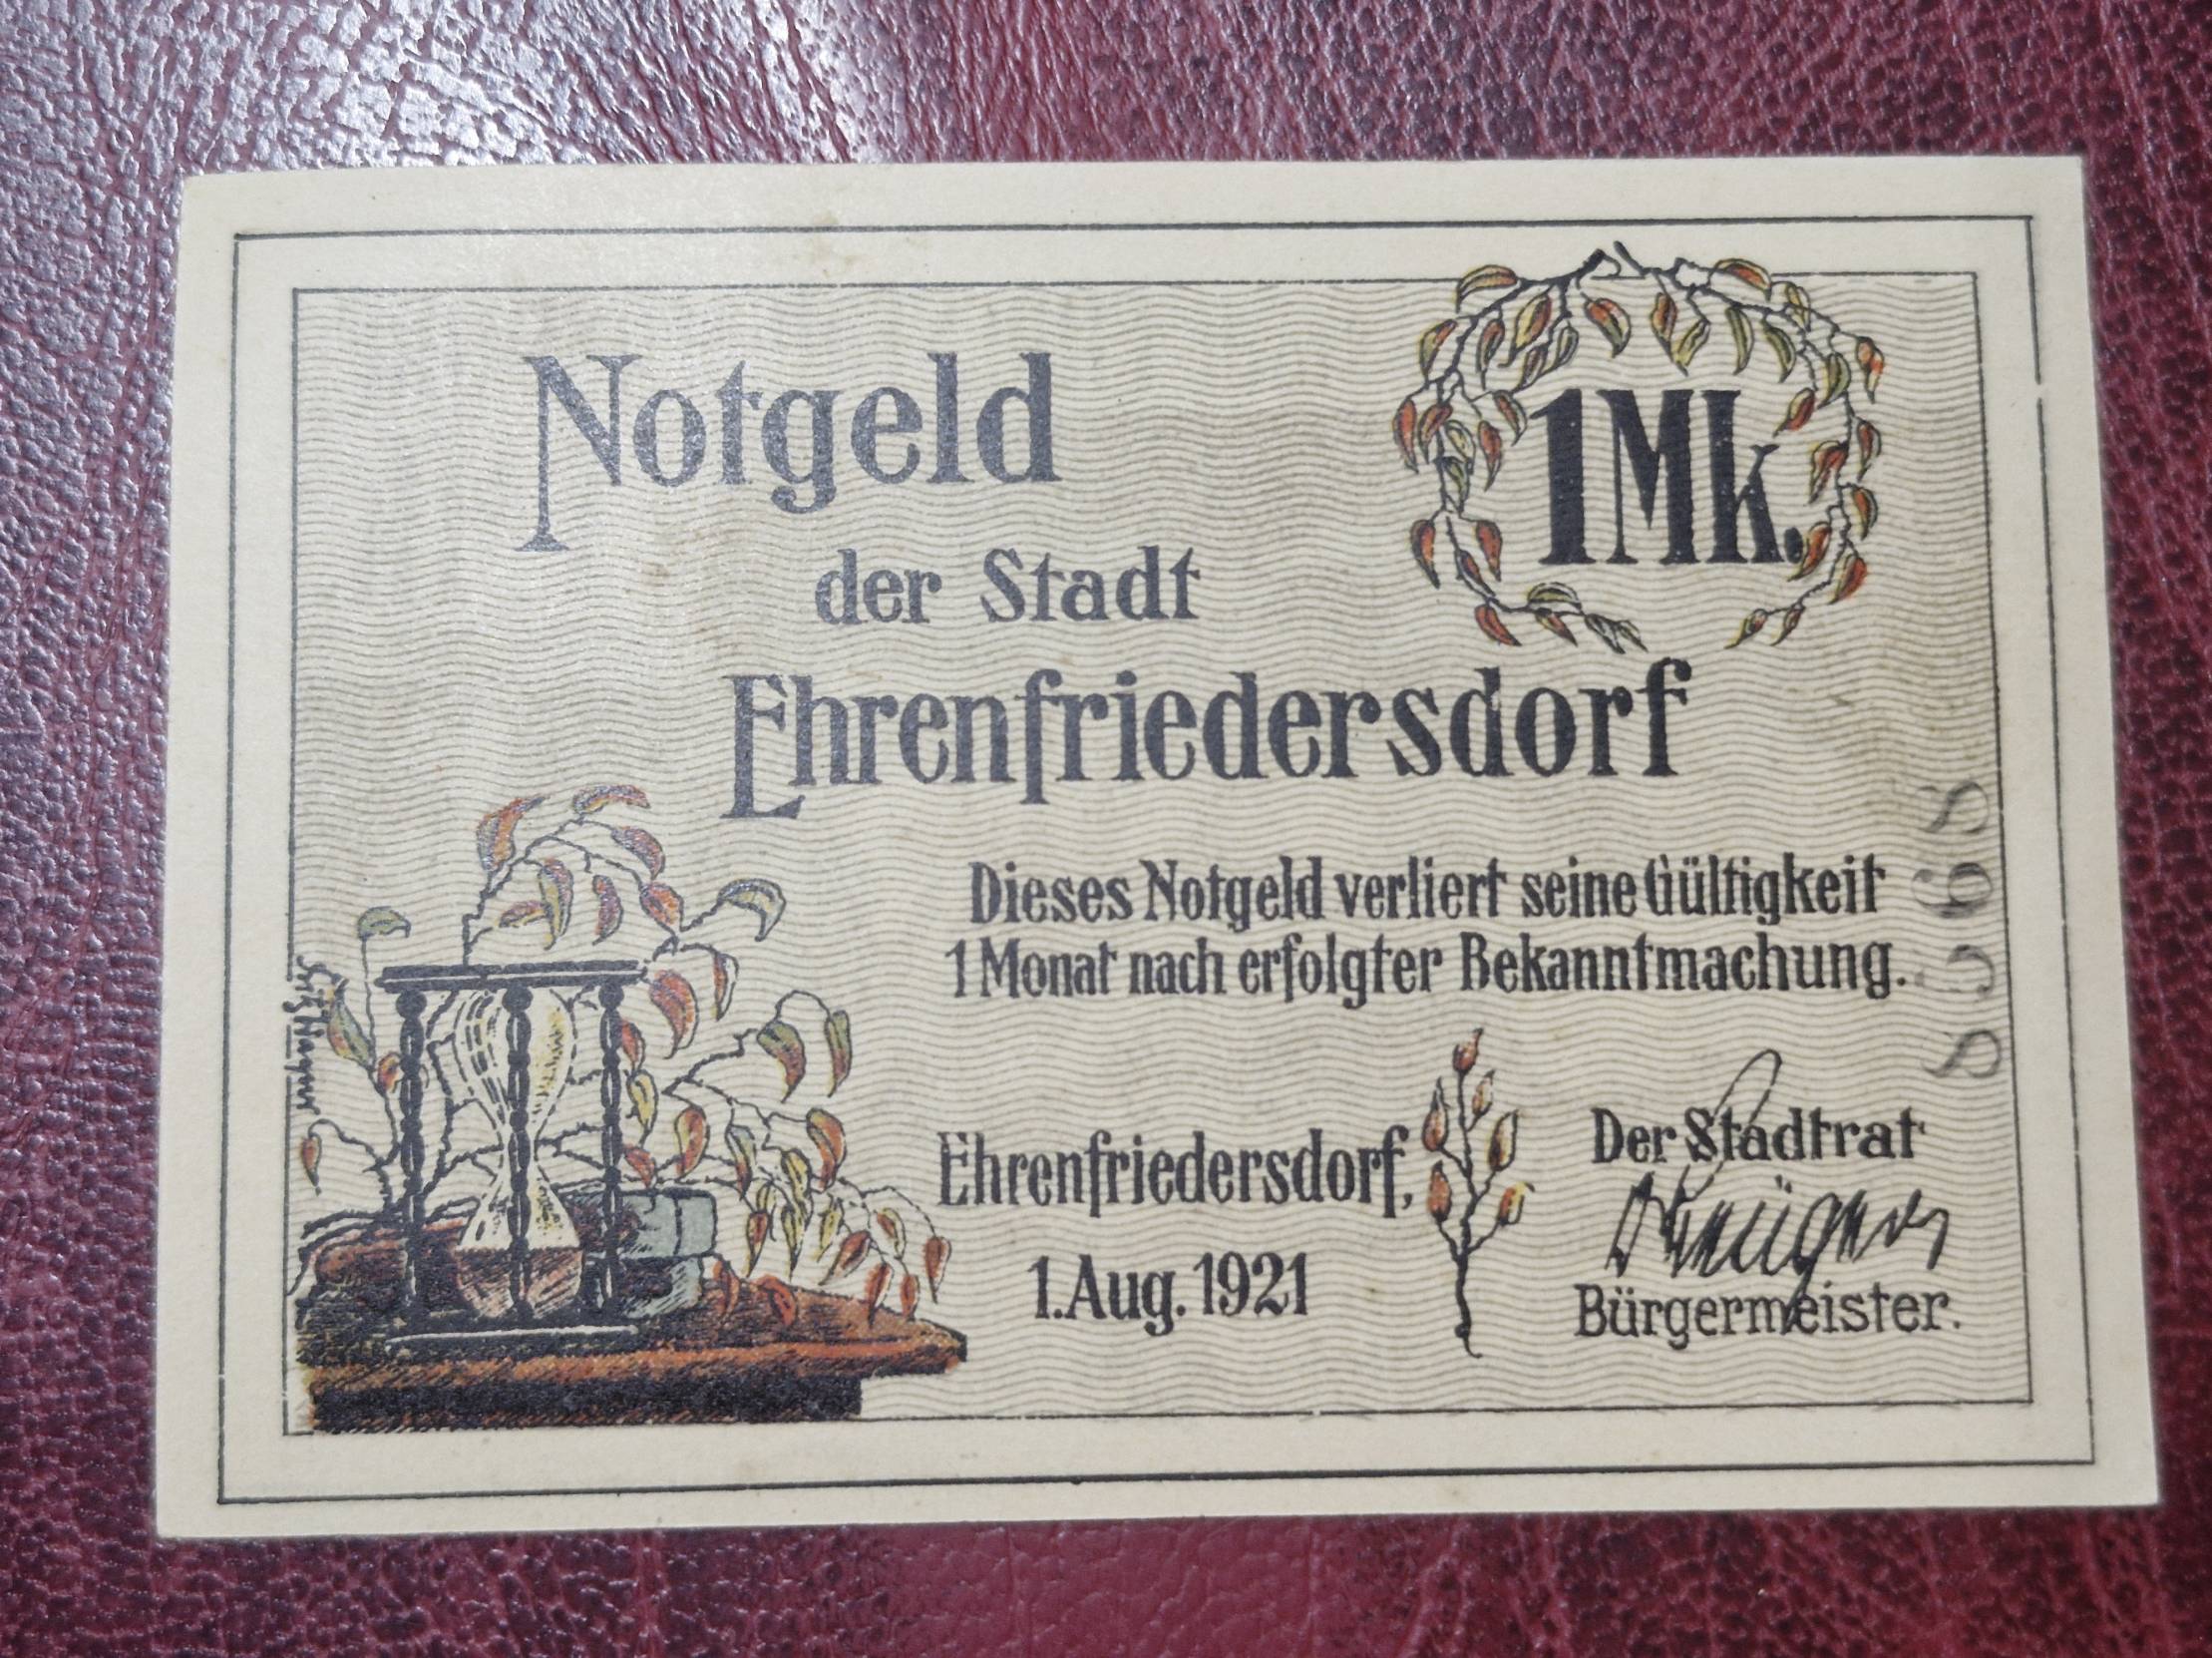 Notgeld
1Mk.
der Stadt
Ehrenfriedersdorf
Dieses Notgeld verliert seine Gültigkeit
1 Monat nach erfolgter Bekanntmachung.
Ehrenfriedersdorf,
1. Aug. 1921
Der Stadtrat
Bürgermeister.